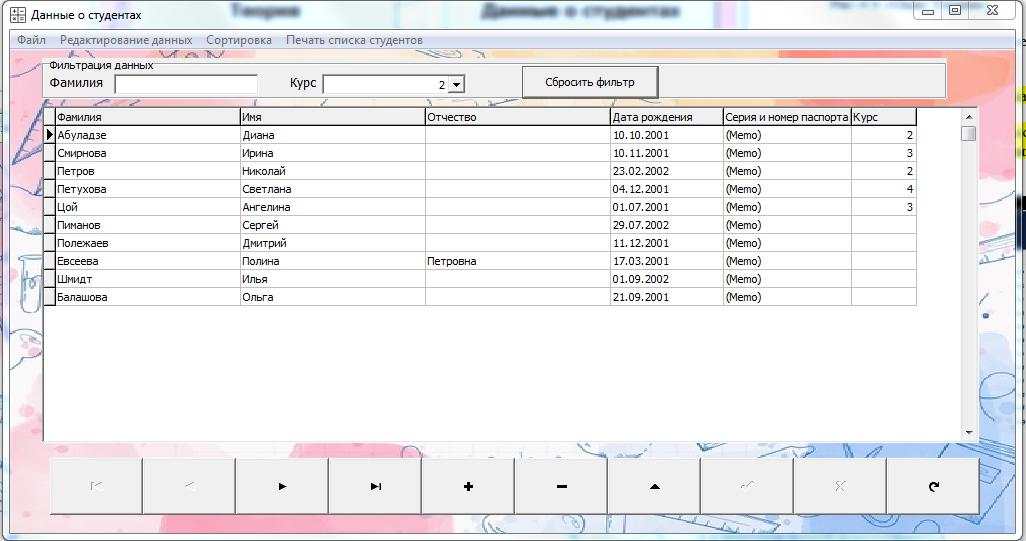 Теория Данные о студентах
Данные о студентах
Файл Редактирование данных Сортировка Печать списка студентов
Фильтрация данных
Фамилия Курс 2 Сбросить фильтр
Фамилия Имя Отчество Дата рождения Серия и номер паспорта Курс
Абуладзе Диана 10.10.2001 (Memo) 2
Смирнова Ирина 10.11.2001 (Memo) 3
Петров Николай 23.02.2002 (Memo) 2
Петухова Светлана 04.12.2001 (Memo) 4
Цой Ангелина 01.07.2001 (Memo) 3
Пиманов Сергей 29.07.2002 (Memo)
Полежаев Дмитрий 11.12.2001 (Memo)
Евсеева Полина Петровна 17.03.2001 (Memo)
Шмидт Илья 01.09.2002 (Memo)
Балашова Ольга 21.09.2001 (Memo)